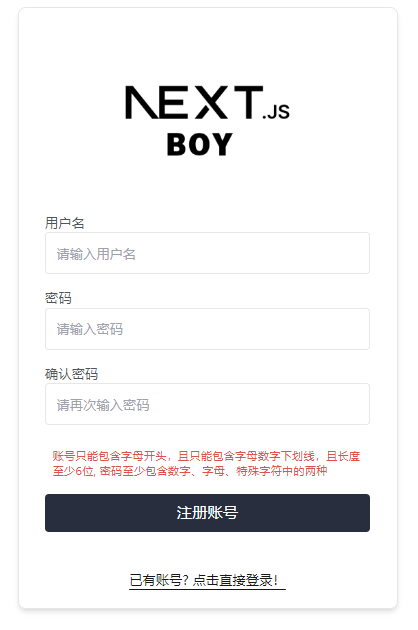 NEXT.JS
BOY
用户名
请输入用户名
密码
请输入密码
确认密码
请再次输入密码
账号只能包含字母开头，且只能包含字母数字下划线，且长度
至少6位, 密码至少包含数字、字母、特殊字符中的两种
注册账号
已有账号? 点击直接登录！